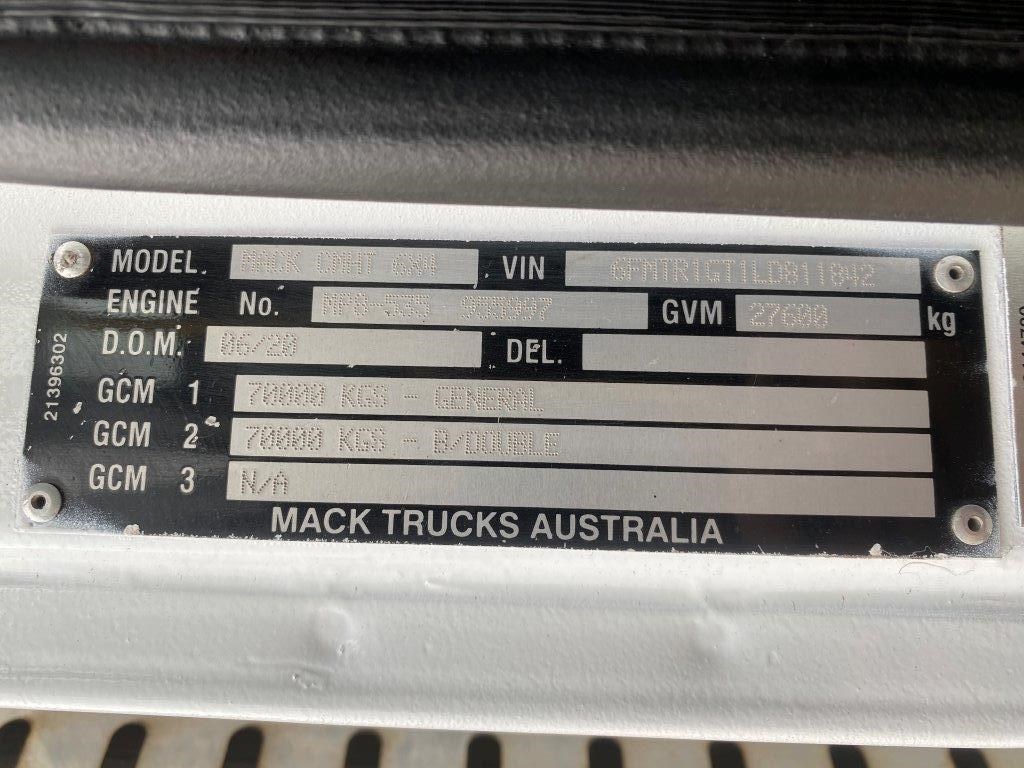 MODEL. MACK CMHT 6X4 VIN 6FMTR1GT1LD811842
ENGINE No. MP8-535 935997 GVM 27600 kg
D.O.M. 06/20 DEL.
GCM 1 70000 KGS - GENERAL
GCM 2 70000 KGS - B/DOUBLE
GCM 3 N/A
MACK TRUCKS AUSTRALIA
21396302